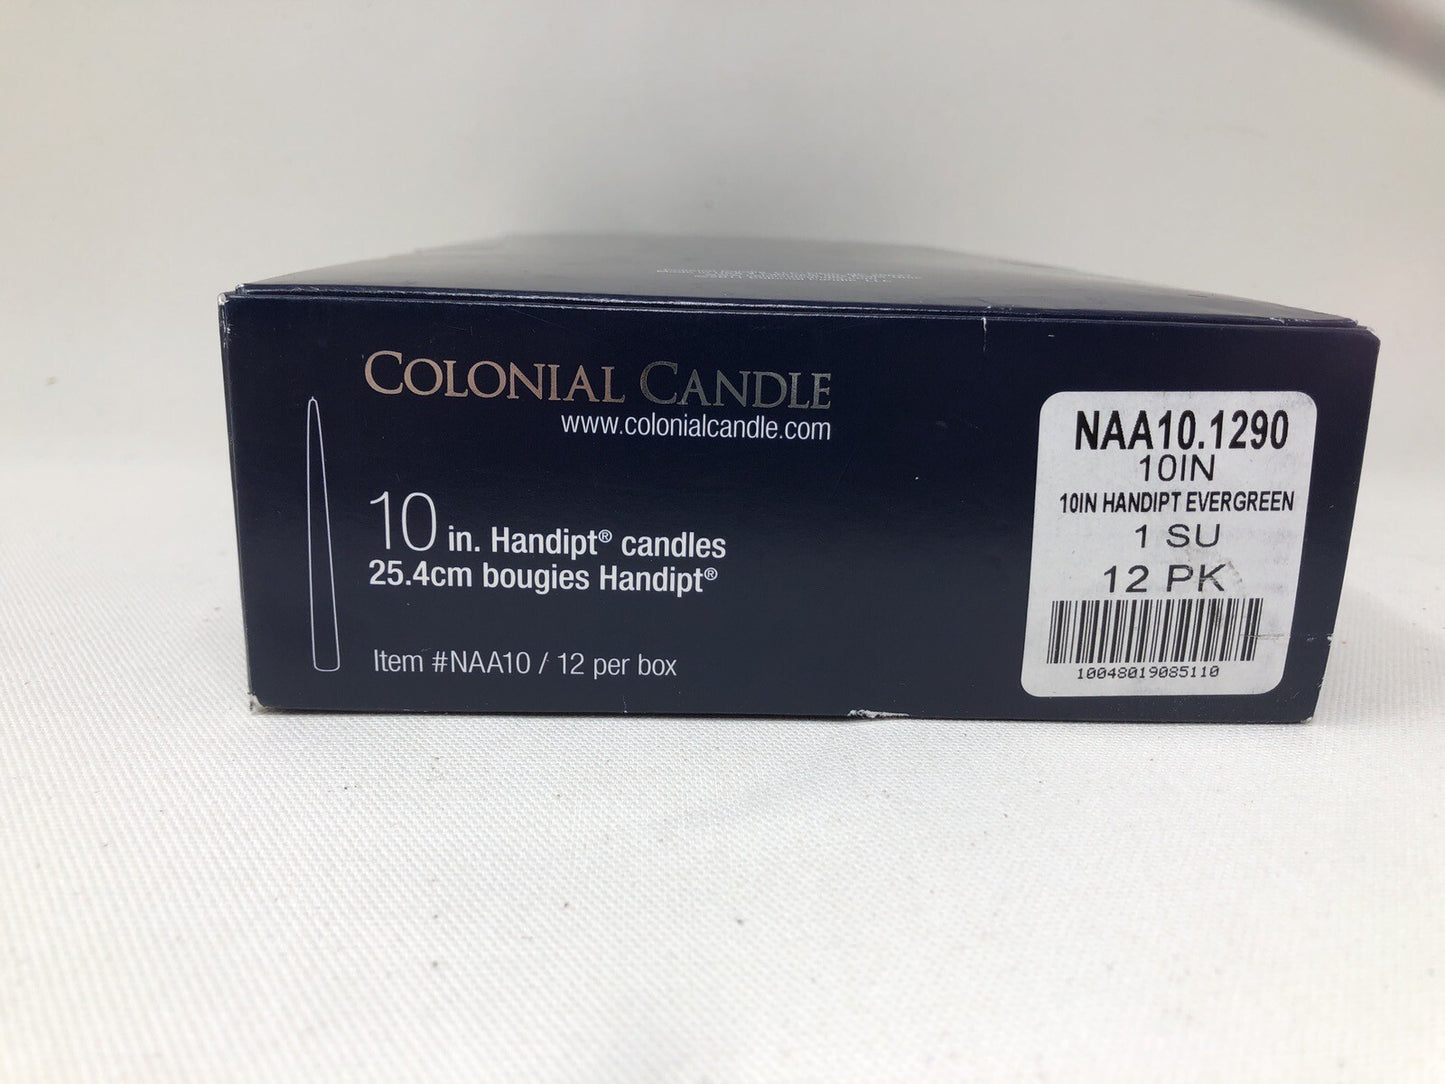 COLONIAL CANDLE
www.colonialcandle.com
10 in. Handipt® candles
25.4cm bougies Handipt®
Item #NAA10 / 12 per box
NAA10.1290
10IN
10IN HANDIPT EVERGREEN
1 SU
12 PK
10048019085110